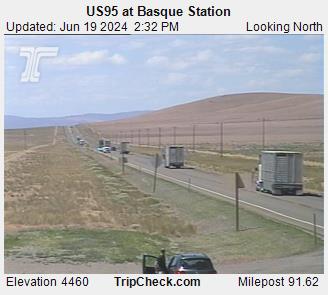 US95 at Basque Station
Updated: Jun 19 2024 2:32 PM Looking North
Elevation 4460 TripCheck.com Milepost 91.62